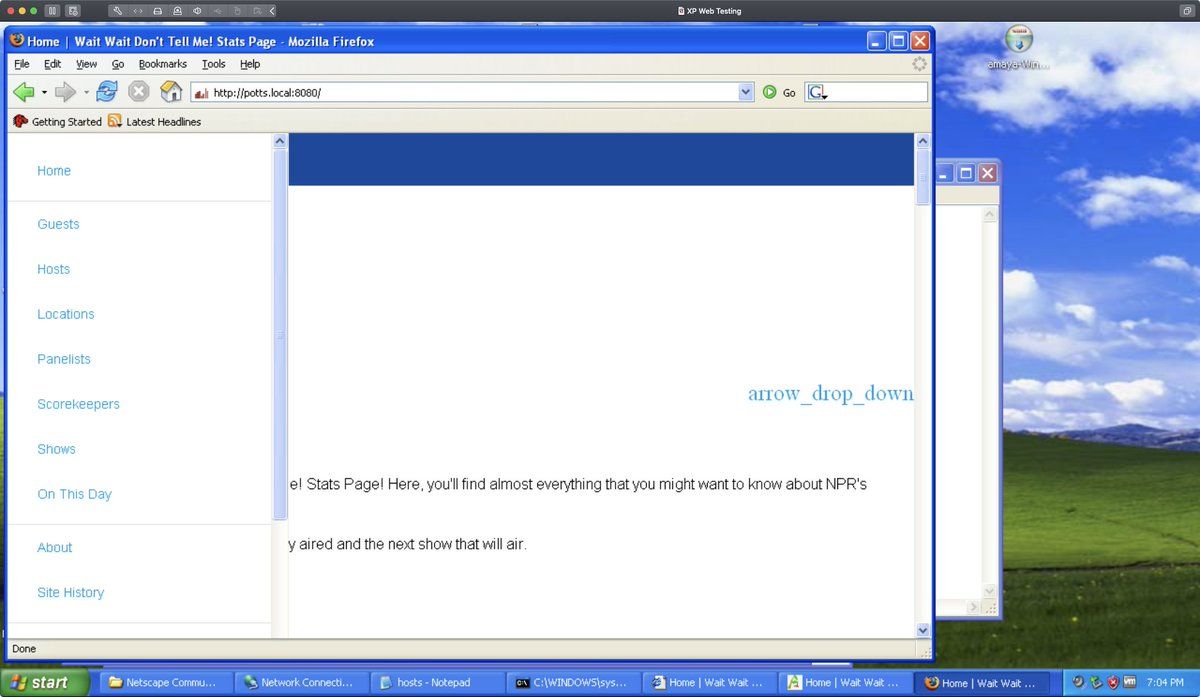 XP Web Testing
Home | Wait Wait Don't Tell Me! Stats Page - Mozilla Firefox
File Edit View Go Bookmarks Tools Help
http://potts.local:8080/
Go
G
Getting Started Latest Headlines
Home
Guests
Hosts
Locations
Panelists
Scorekeepers
Shows
On This Day
About
Site History
arrow_drop_down
e! Stats Page! Here, you'll find almost everything that you might want to know about NPR's
y aired and the next show that will air.
Done
amaya-Win...
start
Netscape Commu...
Network Connecti...
hosts - Notepad
C:\WINDOWS\sys...
Home | Wait Wait ...
Home | Wait Wait ...
Home | Wait Wait ...
7:04 PM